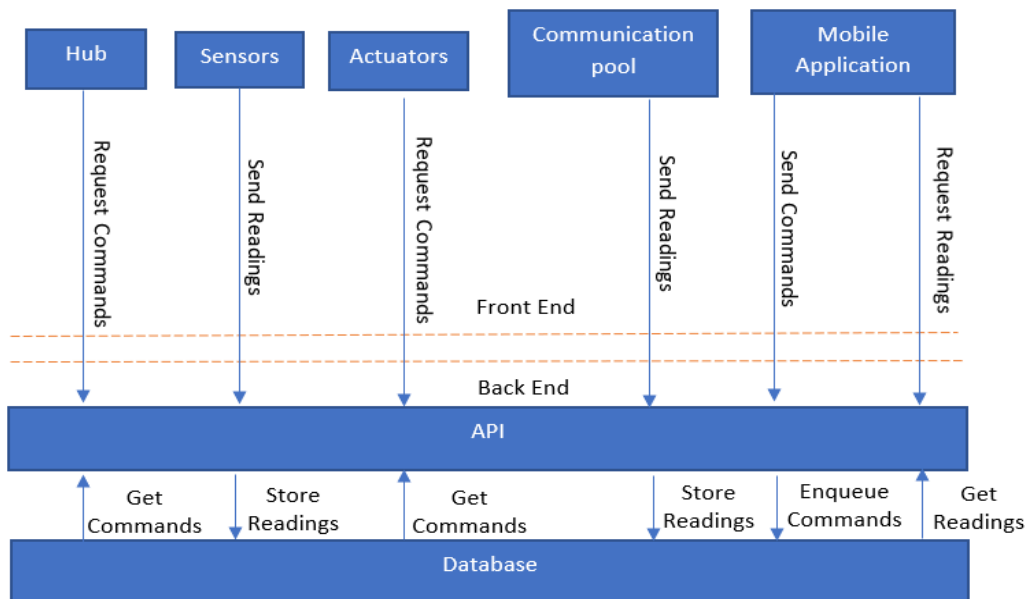 Hub
Sensors
Actuators
Communication
pool
Mobile
Application
Request Commands
Send Readings
Request Commands
Send Readings
Send Commands
Request Readings
Front End
Back End
API
Get
Commands
Store
Readings
Get
Commands
Store
Readings
Enqueue
Commands
Get
Readings
Database